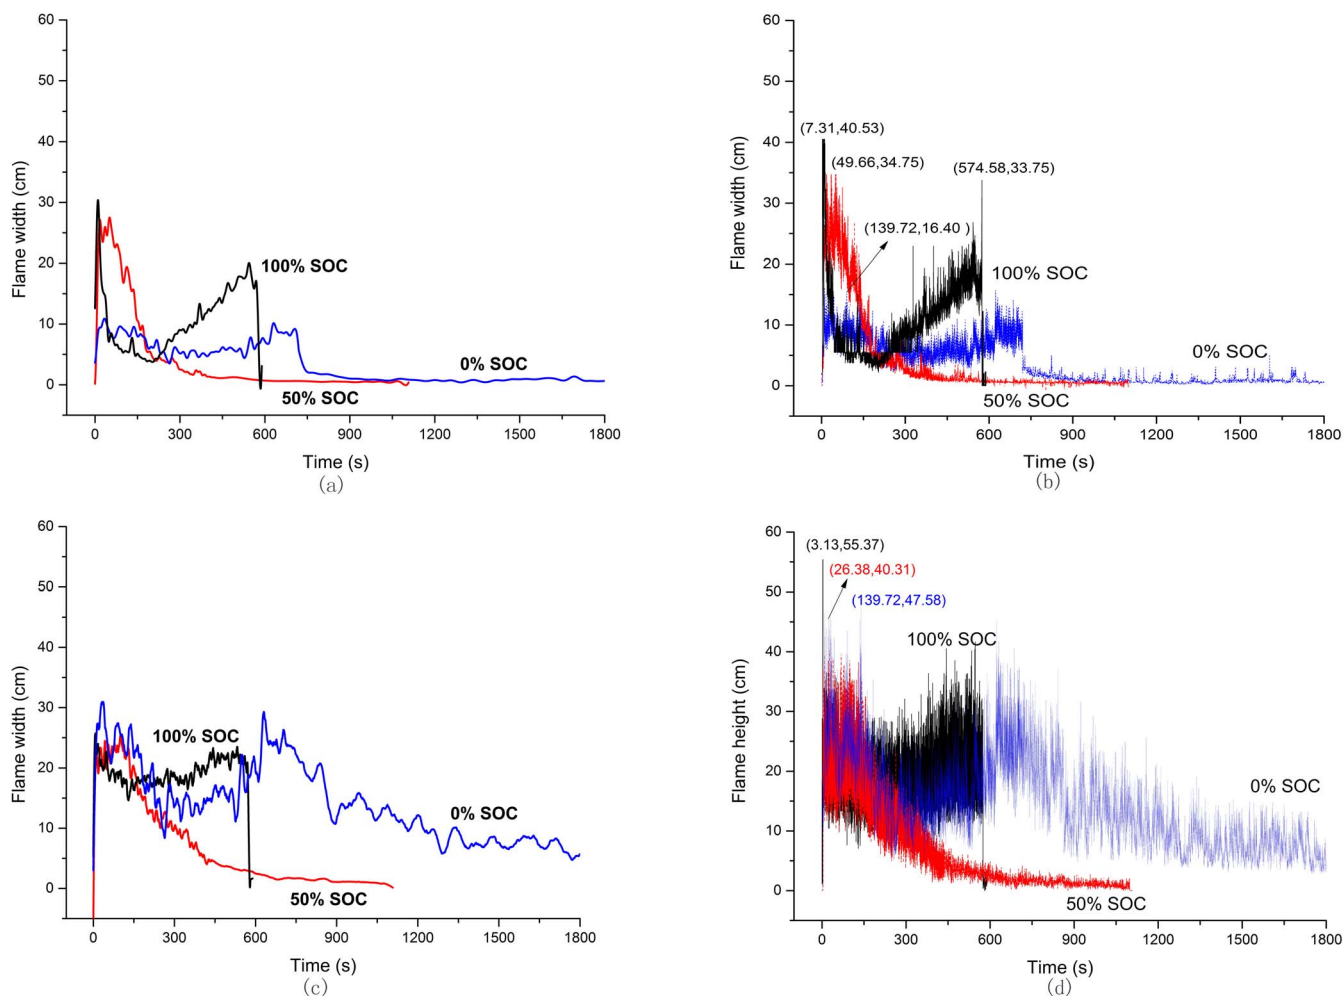 60
50
40
30
20
10
0
Flame width (cm)
100% SOC
0% SOC
50% SOC
0 300 600 900 1200 1500 1800
Time (s)
(a)
60
50
40
30
20
10
0
Flame width (cm)
(7.31,40.53)
(49.66,34.75)
(574.58,33.75)
(139.72,16.40 )
100% SOC
0% SOC
50% SOC
0 300 600 900 1200 1500 1800
Time (s)
(b)
60
50
40
30
20
10
0
Flame width (cm)
100% SOC
0% SOC
50% SOC
0 300 600 900 1200 1500 1800
Time (s)
(c)
60
50
40
30
20
10
0
Flame height (cm)
(3.13,55.37)
(26.38,40.31)
(139.72,47.58)
100% SOC
0% SOC
50% SOC
0 300 600 900 1200 1500 1800
Time (s)
(d)